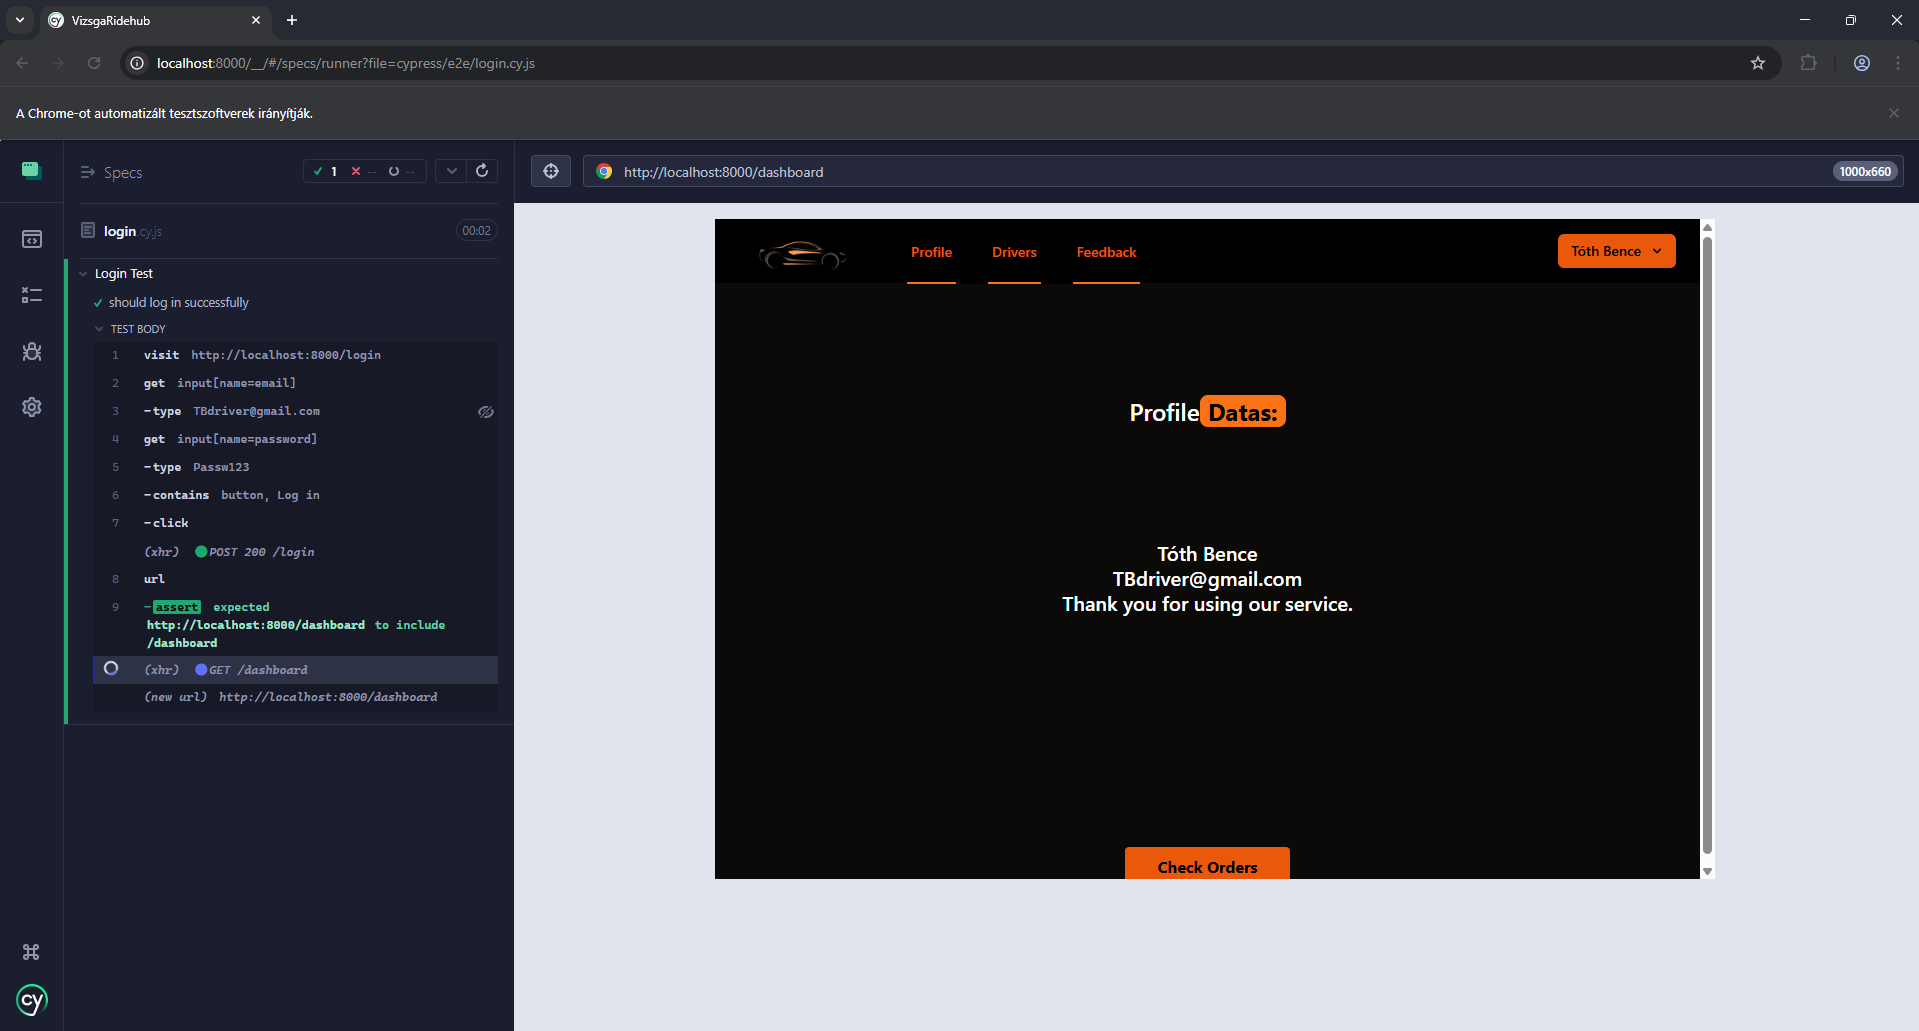 VizsgaRidehub
localhost:8000/__/#/specs/runner?file=cypress/e2e/login.cy.js
A Chrome-ot automatizált tesztszoftverek irányítják.
Specs
1 -- --
http://localhost:8000/dashboard
1000x660
login.cy.js
00:02
Login Test
should log in successfully
TEST BODY
1 visit http://localhost:8000/login
2 get input[name=email]
3 -type TBdriver@gmail.com
4 get input[name=password]
5 -type Passw123
6 -contains button, Log in
7 -click
(xhr) POST 200 /login
8 url
9 -assert expected
http://localhost:8000/dashboard to include
/dashboard
(xhr) GET /dashboard
(new url) http://localhost:8000/dashboard
cy
Profile Drivers Feedback
Tóth Bence
Profile Datas:
Tóth Bence
TBdriver@gmail.com
Thank you for using our service.
Check Orders